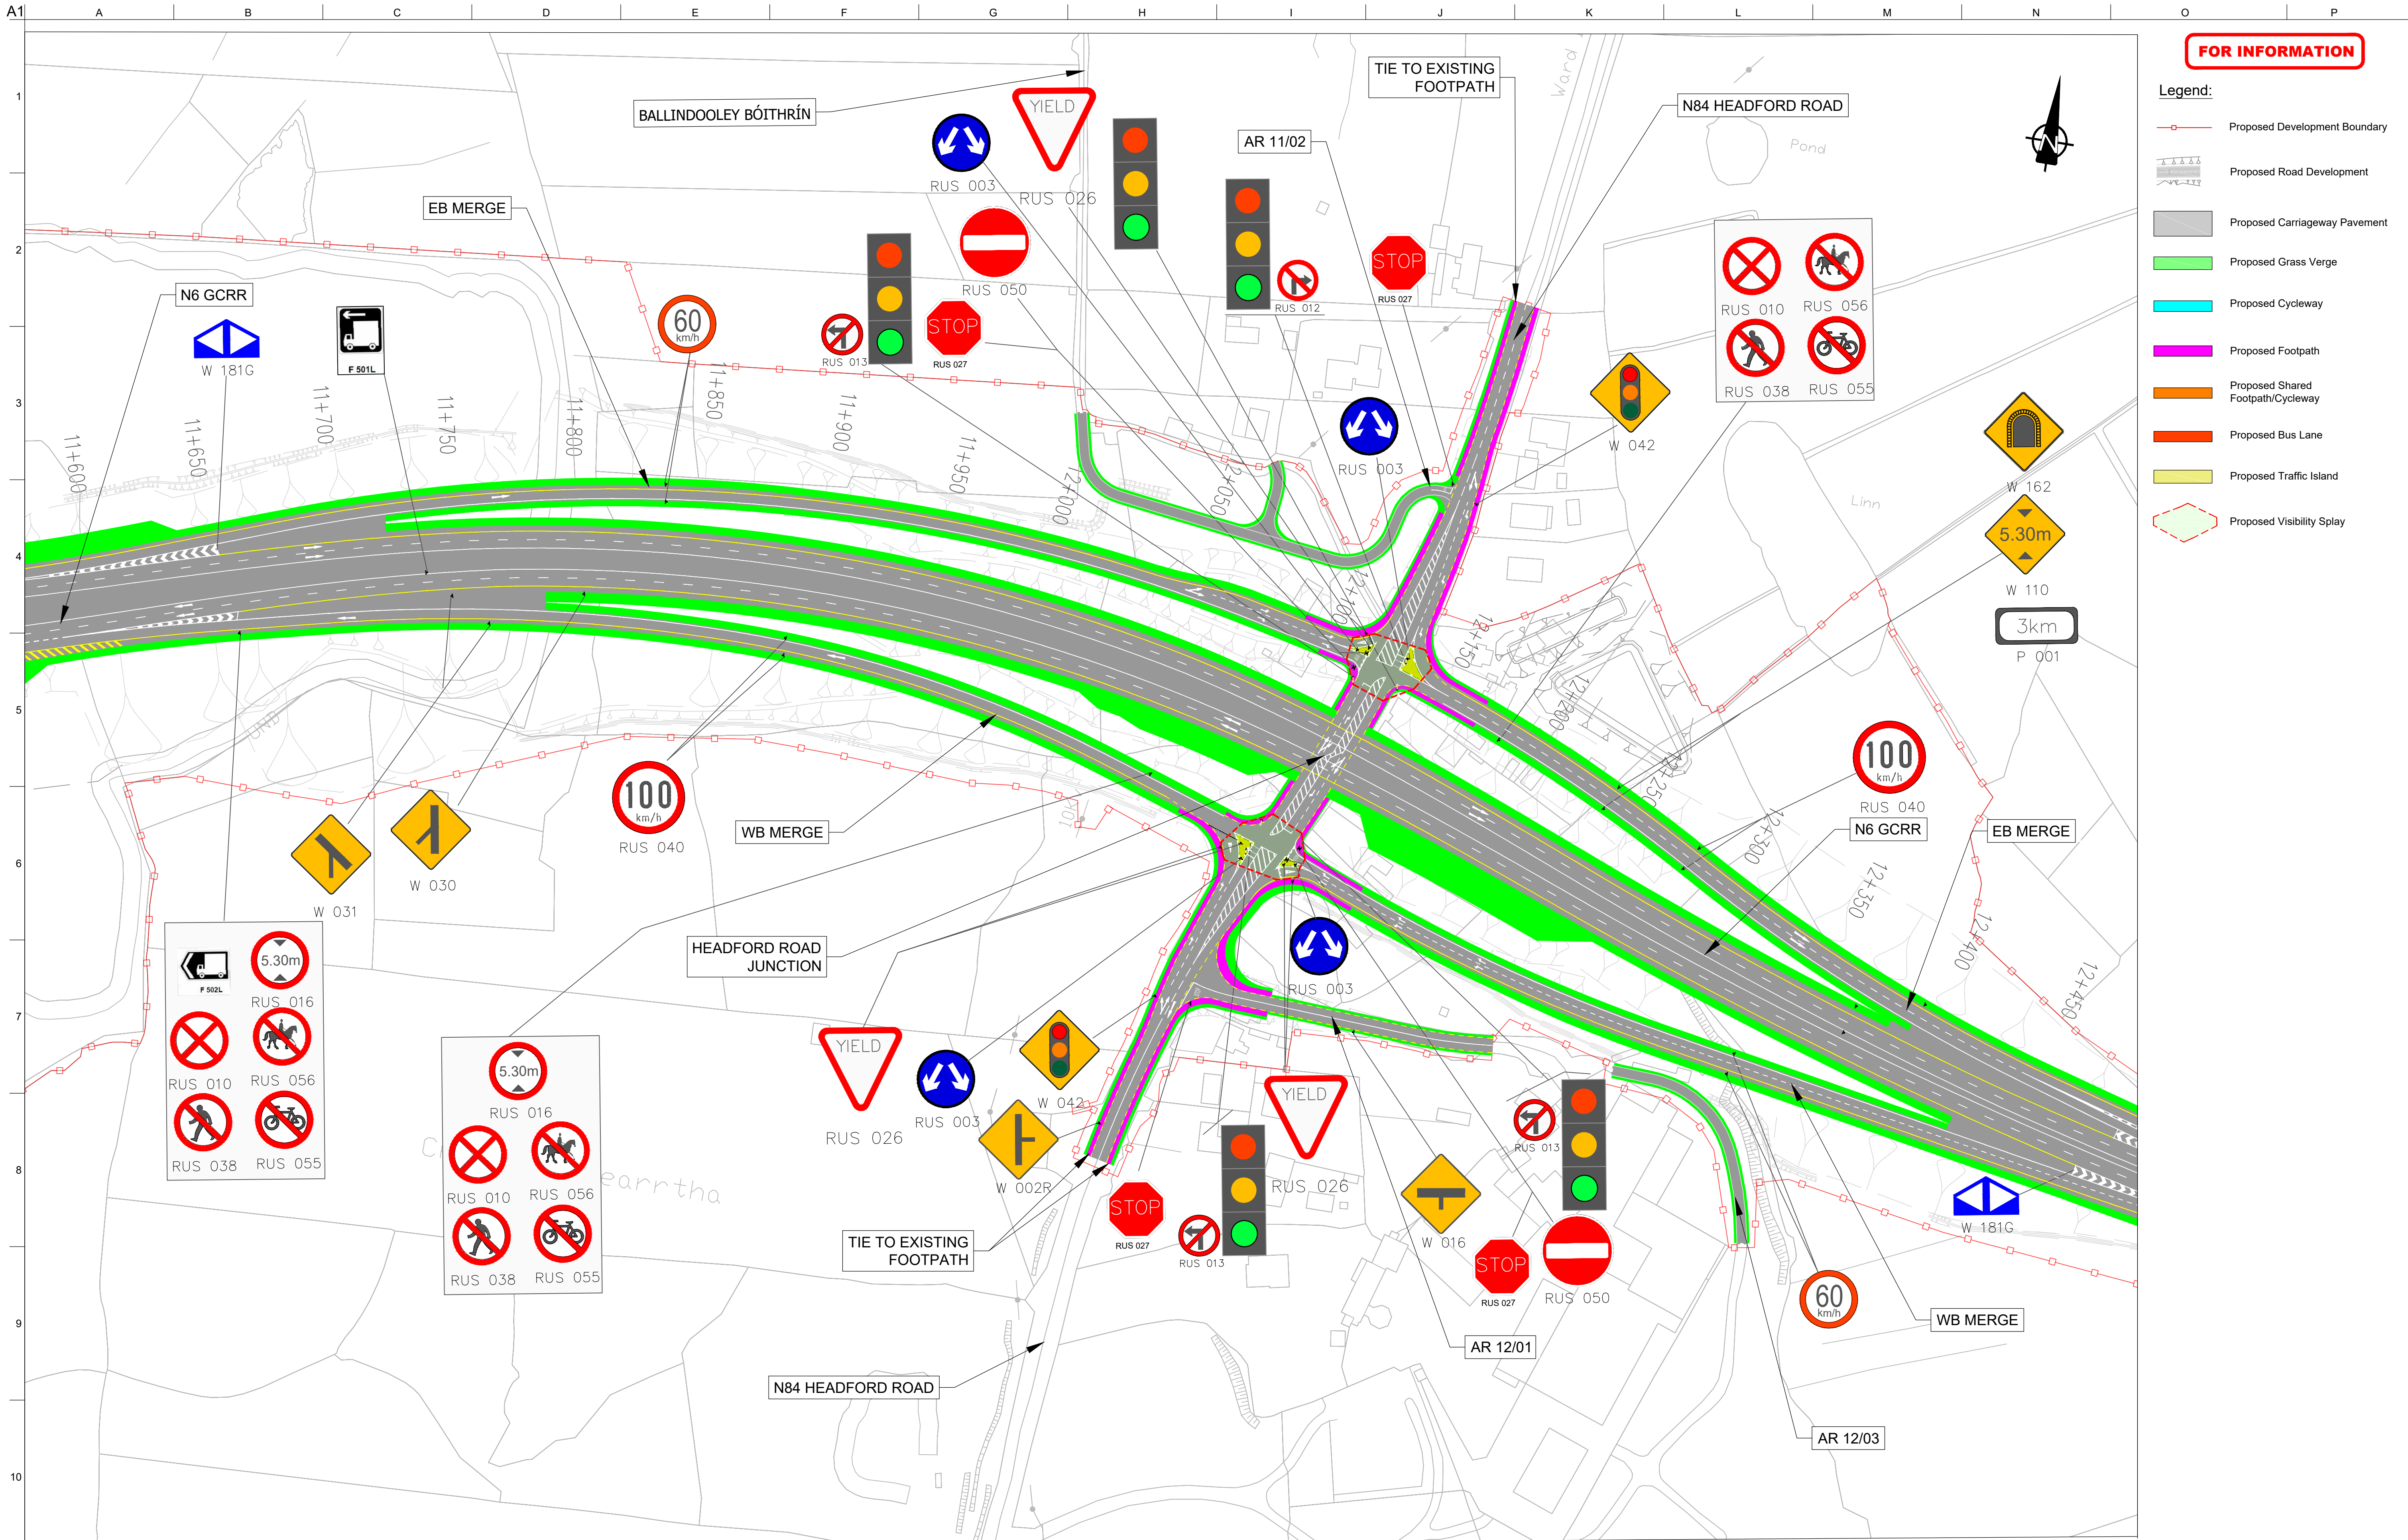 A1
A
B
C
D
E
F
G
H
I
J
K
L
M
N
O
P
1
2
3
4
5
6
7
8
9
10
FOR INFORMATION
Legend:
Proposed Development Boundary
Proposed Road Development
Proposed Carriageway Pavement
Proposed Grass Verge
Proposed Cycleway
Proposed Footpath
Proposed Shared
Footpath/Cycleway
Proposed Bus Lane
Proposed Traffic Island
Proposed Visibility Splay
N
BALLINDOOLEY BÓITHRÍN
TIE TO EXISTING
FOOTPATH
Ward
N84 HEADFORD ROAD
Pond
YIELD
RUS 003
RUS 026
AR 11/02
EB MERGE
RUS 050
RUS 012
STOP
RUS 027
RUS 010
RUS 056
RUS 038
RUS 055
N6 GCRR
W 181G
F 501L
60
km/h
RUS 013
STOP
RUS 027
RUS 003
W 042
W 162
5.30m
W 110
3km
P 001
Linn
11+600
11+650
11+700
11+750
11+800
11+850
11+900
11+950
12+000
12+050
12+100
12+150
12+200
12+250
12+300
12+350
12+400
12+450
UND
100
km/h
RUS 040
100
km/h
RUS 040
N6 GCRR
EB MERGE
WB MERGE
W 031
W 030
HEADFORD ROAD
JUNCTION
RUS 003
F 502L
5.30m
RUS 016
RUS 010
RUS 056
RUS 038
RUS 055
5.30m
RUS 016
RUS 010
RUS 056
RUS 038
RUS 055
earrtha
YIELD
RUS 026
RUS 003
W 042
W 002R
YIELD
RUS 026
STOP
RUS 027
RUS 013
W 016
RUS 013
STOP
RUS 027
RUS 050
W 181G
60
km/h
WB MERGE
TIE TO EXISTING
FOOTPATH
AR 12/01
N84 HEADFORD ROAD
AR 12/03